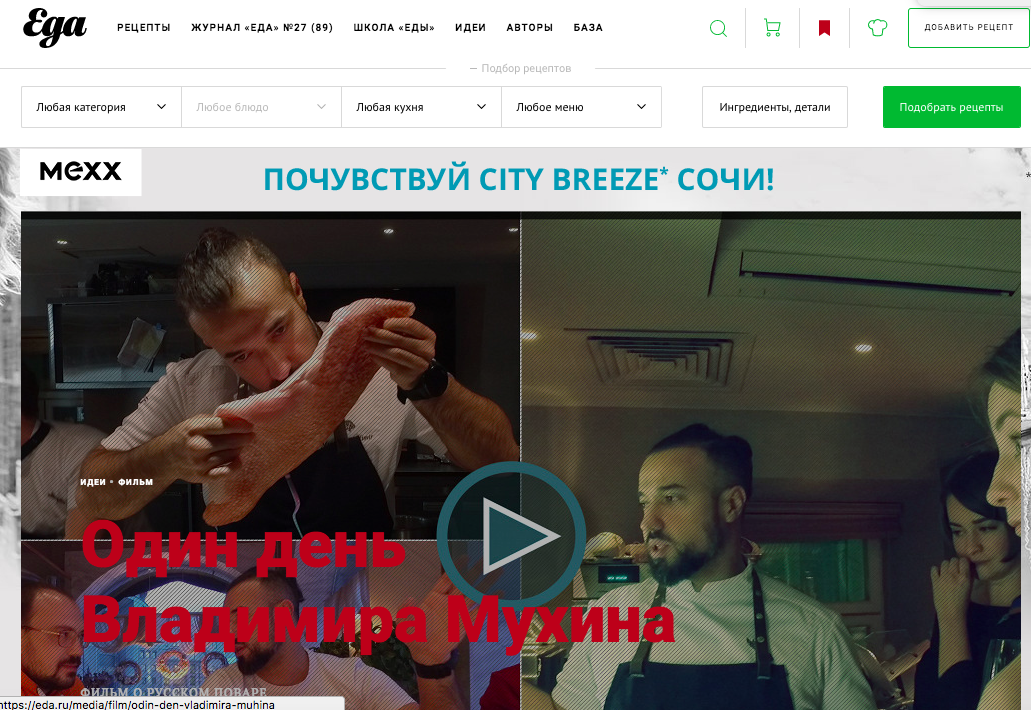 Еда
РЕЦЕПТЫ ЖУРНАЛ «ЕДА» №27 (89) ШКОЛА «ЕДЫ» ИДЕИ АВТОРЫ БАЗА ДОБАВИТЬ РЕЦЕПТ
— Подбор рецептов
Любая категория Любое блюдо Любая кухня Любое меню Ингредиенты, детали Подобрать рецепты
мexx
ПОЧУВСТВУЙ CITY BREEZE* СОЧИ!
*
ИДЕИ • ФИЛЬМ
Один день
Владимира Мухина
ФИЛЬМ О РУССКОМ ПОВАРЕ
https://eda.ru/media/film/odin-den-vladimira-muhina